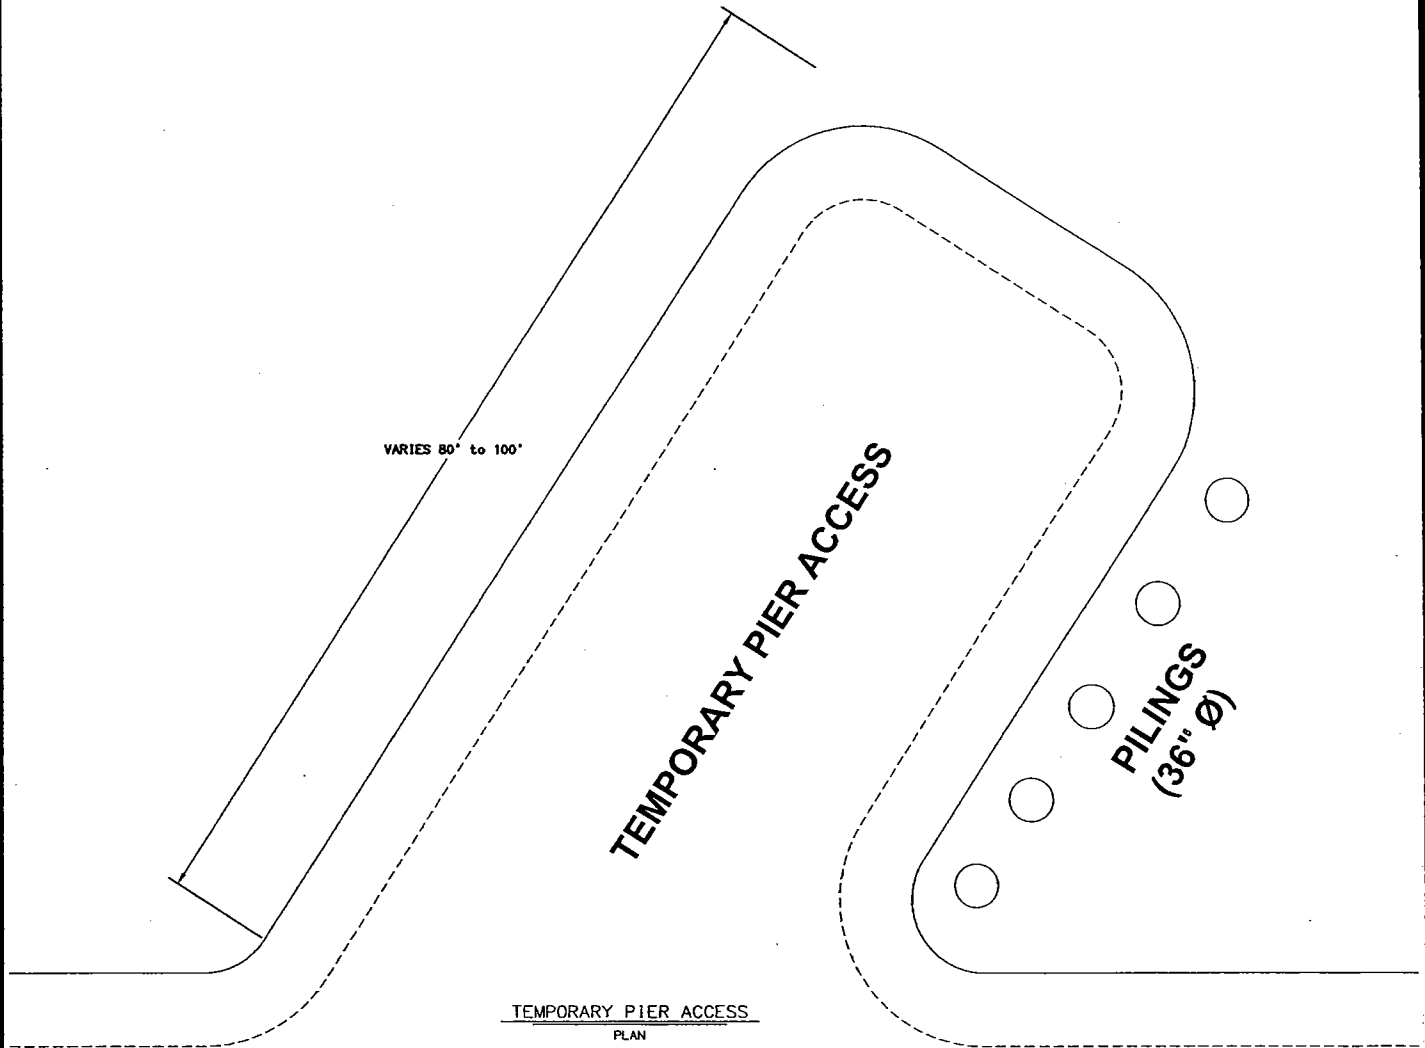 VARIES 80' to 100'
TEMPORARY PIER ACCESS
PILINGS
(36" Ø)
TEMPORARY PIER ACCESS
PLAN